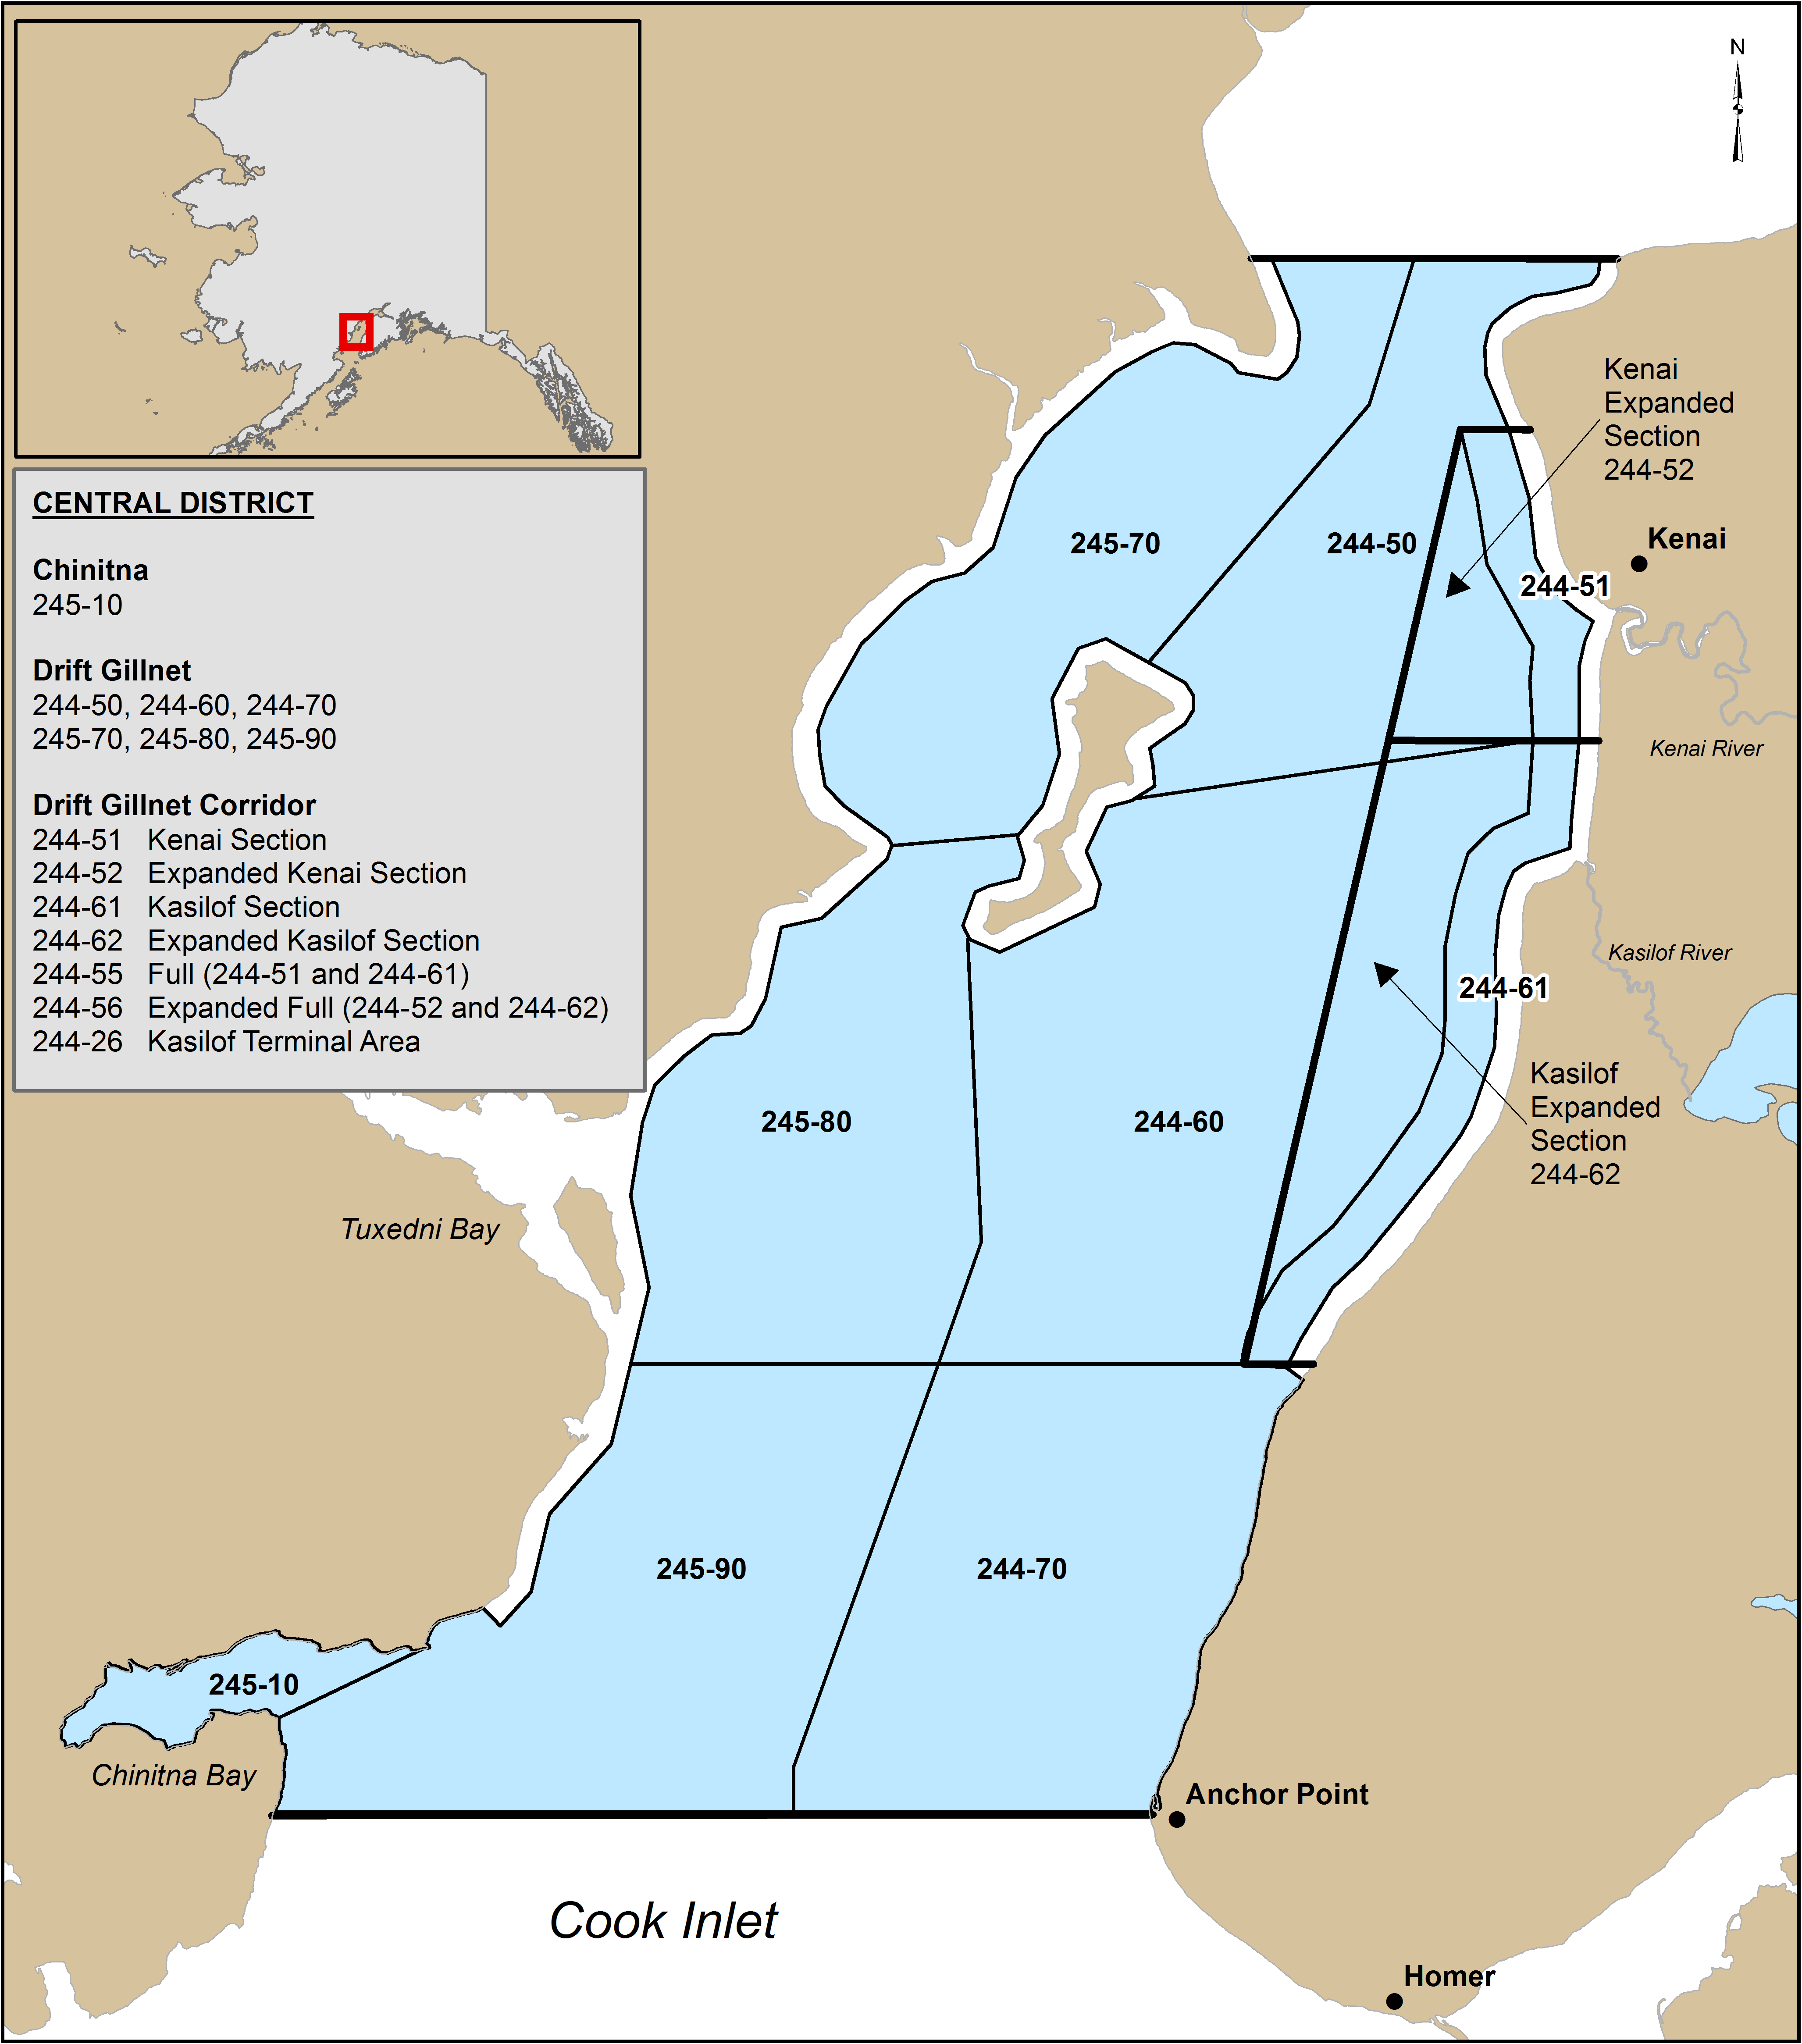 N
CENTRAL DISTRICT
Chinitna
245-10
Drift Gillnet
244-50, 244-60, 244-70
245-70, 245-80, 245-90
Drift Gillnet Corridor
244-51 Kenai Section
244-52 Expanded Kenai Section
244-61 Kasilof Section
244-62 Expanded Kasilof Section
244-55 Full (244-51 and 244-61)
244-56 Expanded Full (244-52 and 244-62)
244-26 Kasilof Terminal Area
Kenai
Expanded
Section
244-52
245-70
244-50
Kenai
244-51
Kenai River
Kasilof River
244-61
Kasilof
Expanded
Section
244-62
245-80
244-60
Tuxedni Bay
245-90
244-70
245-10
Chinitna Bay
Anchor Point
Cook Inlet
Homer